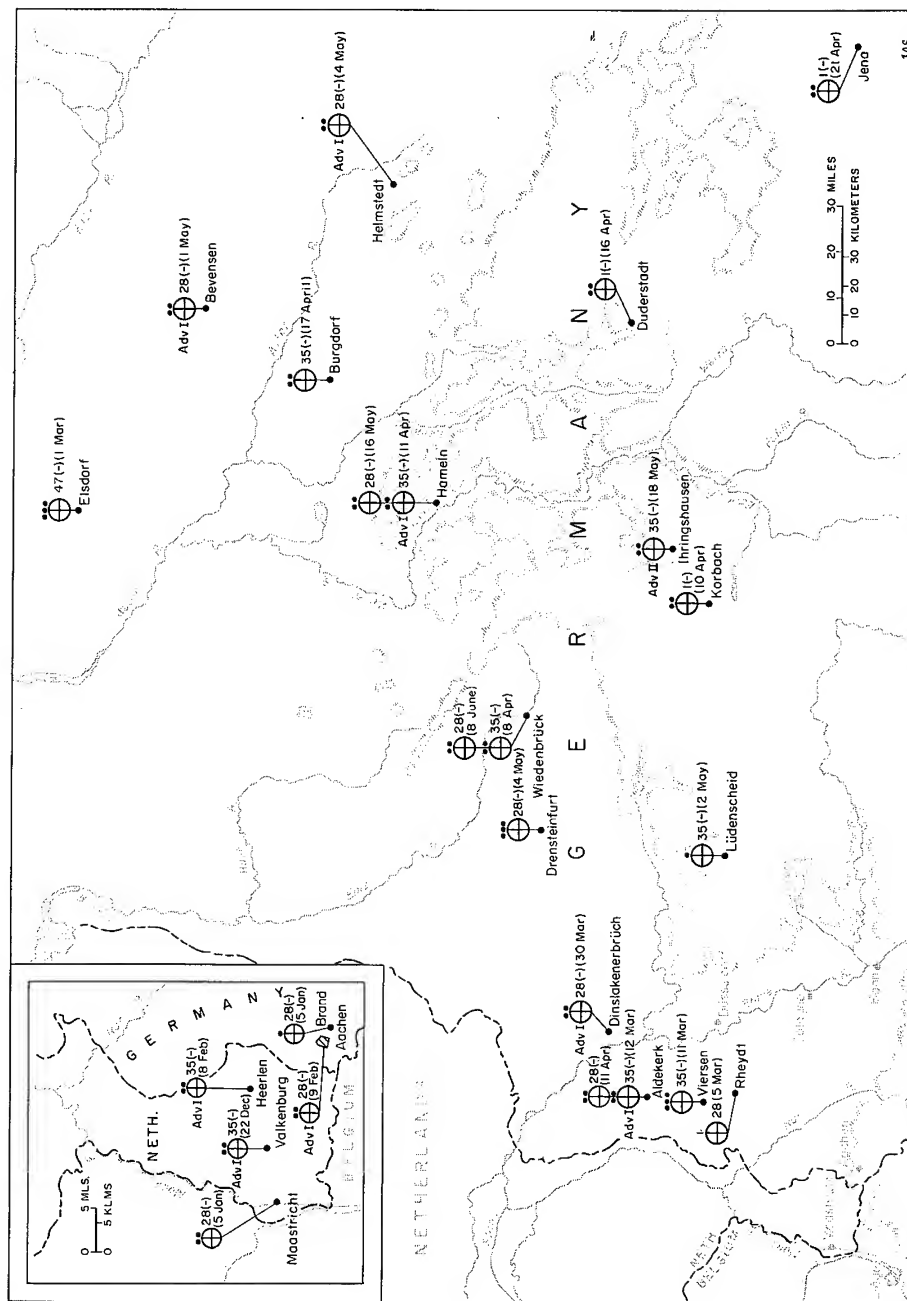 5 MLS.
5 KLMS
NETH.
GERMANY
BELGIUM
28(-)
(5 Jan)
Maastricht
Adv I
35(-)
(22 Dec)
Valkenburg
Adv I
35(-)
(8 Feb)
Heerlen
Adv I
28(-)
(9 Feb)
28(-)
(5 Jan)
Brand
Aachen
47(-)(1 Mar)
Elsdorf
Adv I
28(-)(1 May)
Bevensen
35(-)(17 April)
Burgdorf
Adv I
28(-)(4 May)
Helmstedt
28(-)(16 May)
Adv I
35(-)(11 Apr)
Hameln
28(-)
(8 June)
35(-)
(8 Apr)
Wiedenbrück
28(-)(4 May)
Drensteinfurt
GERMANY
1(-)(16 Apr)
Duderstadt
Adv II
35(-)(18 May)
Ihringshausen
1(-)
(10 Apr)
Korbach
35(-)(2 May)
Lüdenscheid
Adv I
28(-)(30 Mar)
Dinslakenerbrüch
28(-)
(11 Apr)
Adv I
35(-)(12 Mar)
Aldekerk
35(-)(11 Mar)
Viersen
28(5 Mar)
Rheydt
NETHERLANDS
NETH
BELGIUM
1(-)
(21 Apr)
Jena
0 10 20 30 MILES
0 10 20 30 KILOMETERS